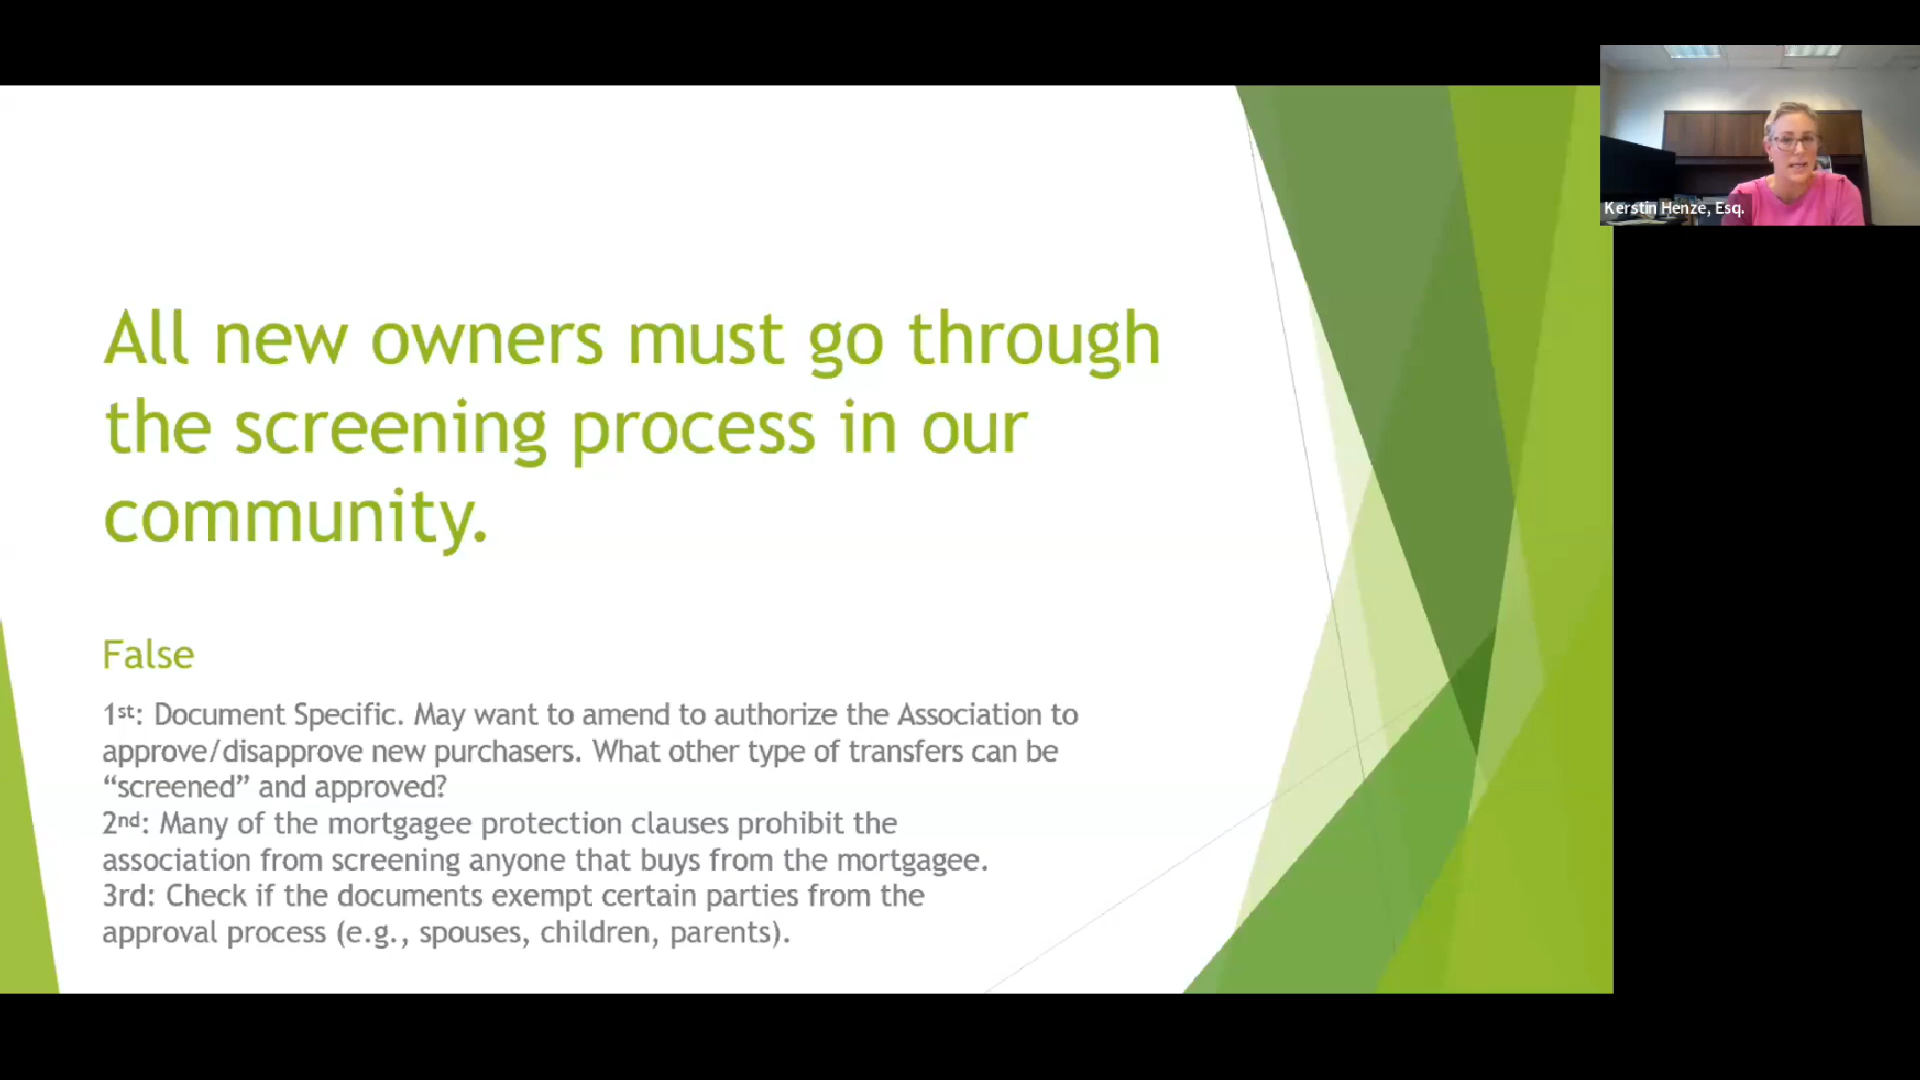 Kerstin Henze, Esq.
All new owners must go through
the screening process in our
community.
False
1st: Document Specific. May want to amend to authorize the Association to
approve/disapprove new purchasers. What other type of transfers can be
“screened” and approved?
2nd: Many of the mortgagee protection clauses prohibit the
association from screening anyone that buys from the mortgagee.
3rd: Check if the documents exempt certain parties from the
approval process (e.g., spouses, children, parents).